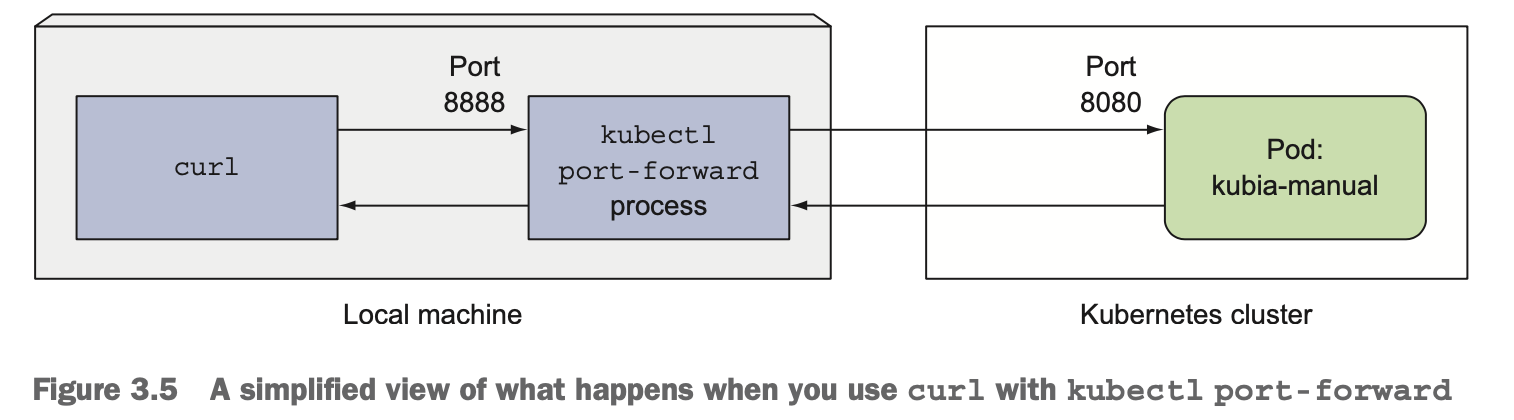 Port
8888
Port
8080
curl
kubectl
port-forward
process
Pod:
kubia-manual
Local machine
Kubernetes cluster
Figure 3.5 A simplified view of what happens when you use curl with kubectl port-forward